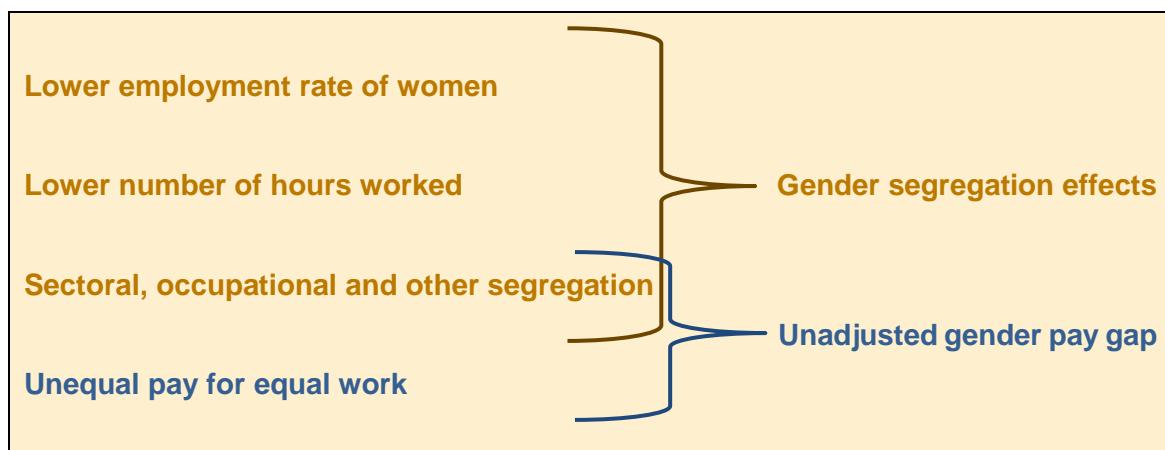 Lower employment rate of women
Lower number of hours worked
Gender segregation effects
Sectoral, occupational and other segregation
Unadjusted gender pay gap
Unequal pay for equal work